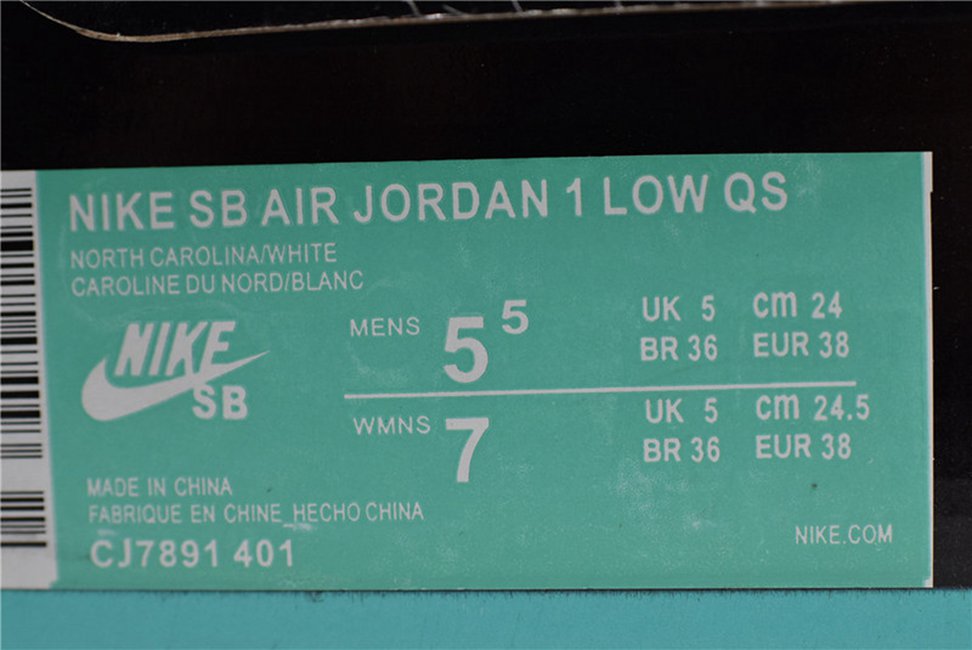 NIKE SB AIR JORDAN 1 LOW QS
NORTH CAROLINA/WHITE
CAROLINE DU NORD/BLANC
NIKE
SB
MENS 5 5 UK 5 cm 24
BR 36 EUR 38
WMNS 7 UK 5 cm 24.5
BR 36 EUR 38
MADE IN CHINA
FABRIQUE EN CHINE_HECHO CHINA
CJ7891 401
NIKE.COM